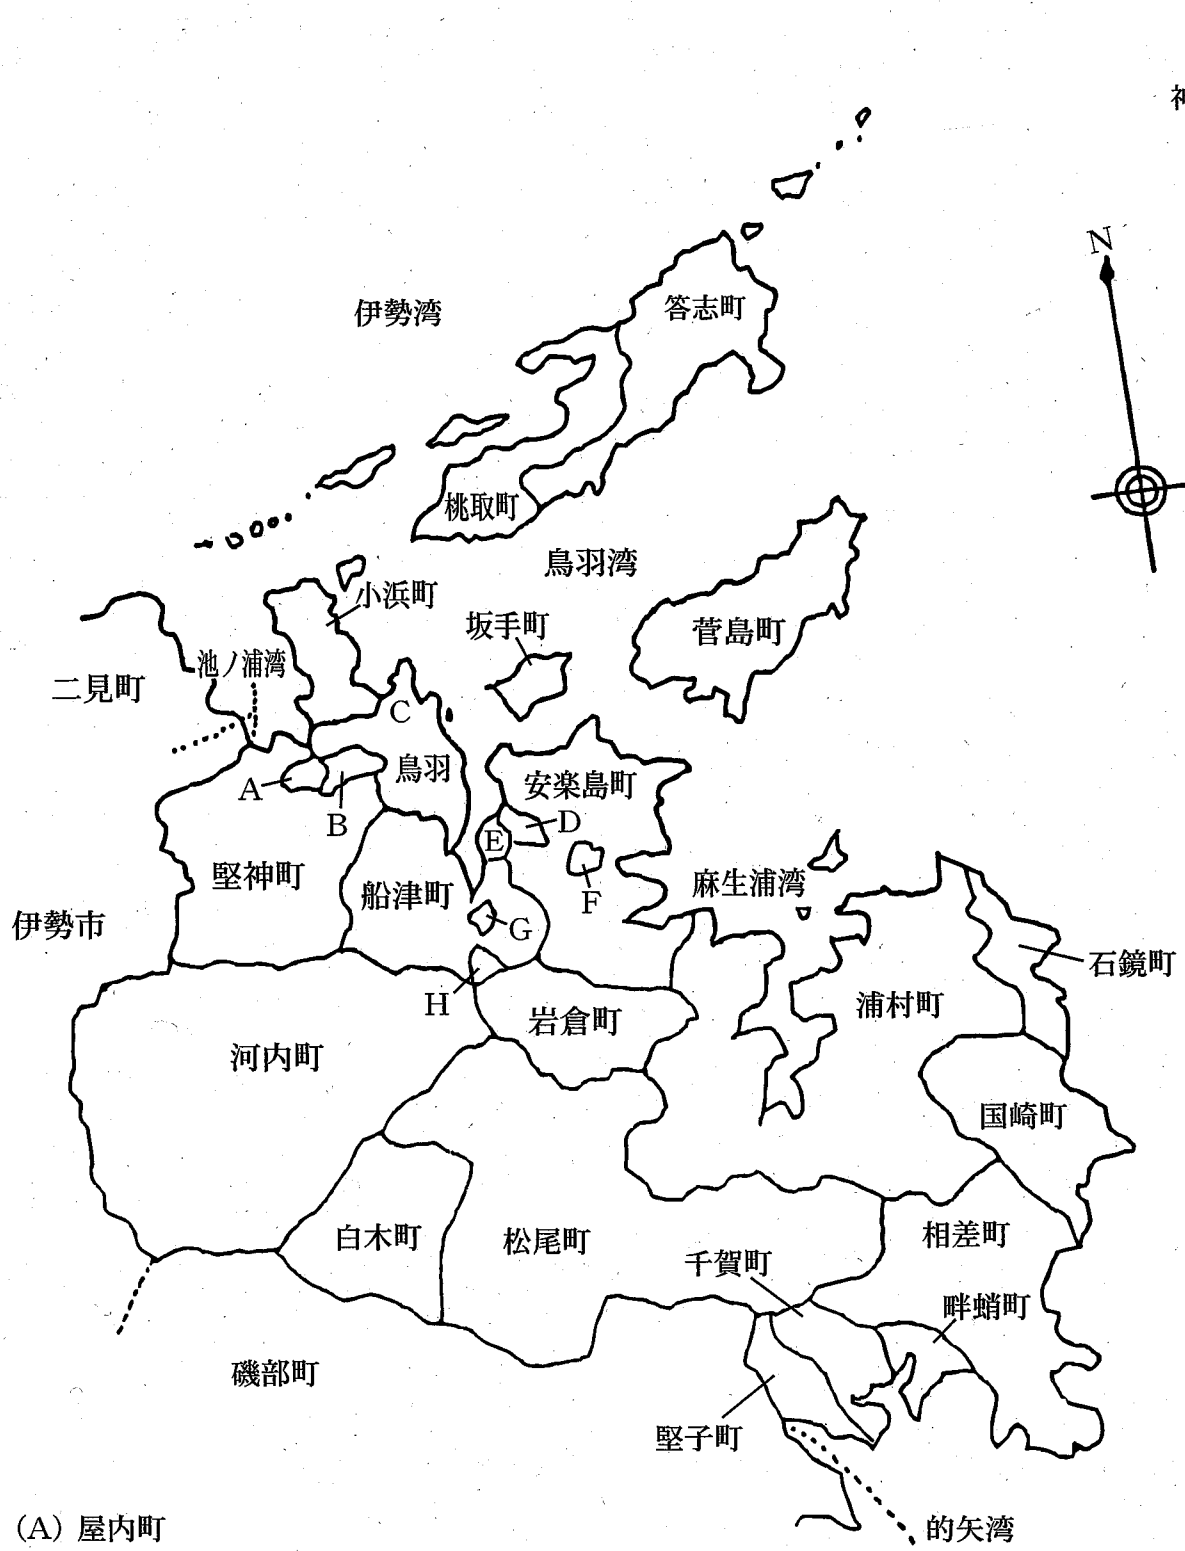 神
N
伊勢湾
答志町
桃取町
鳥羽湾
小浜町
坂手町
菅島町
池ノ浦湾
二見町
C
鳥羽
安楽島町
A
B
D
E
堅神町
船津町
麻生浦湾
F
伊勢市
G
石鏡町
H
岩倉町
浦村町
河内町
国崎町
白木町
松尾町
相差町
千賀町
畔蛸町
磯部町
堅子町
(A) 屋内町
的矢湾